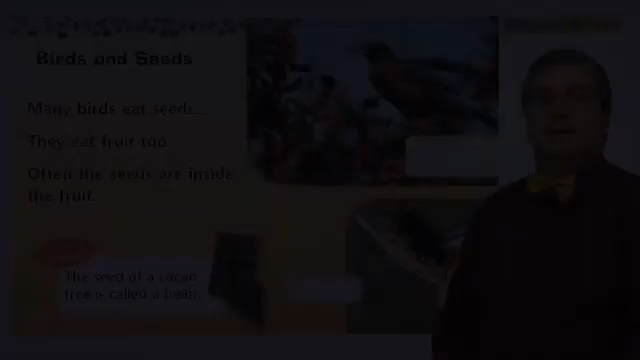 Birds and Seeds
Many birds eat seeds...
They eat fruit too.
Often the seeds are inside
the fruit.
The seed of a cacao
tree is called a bean.